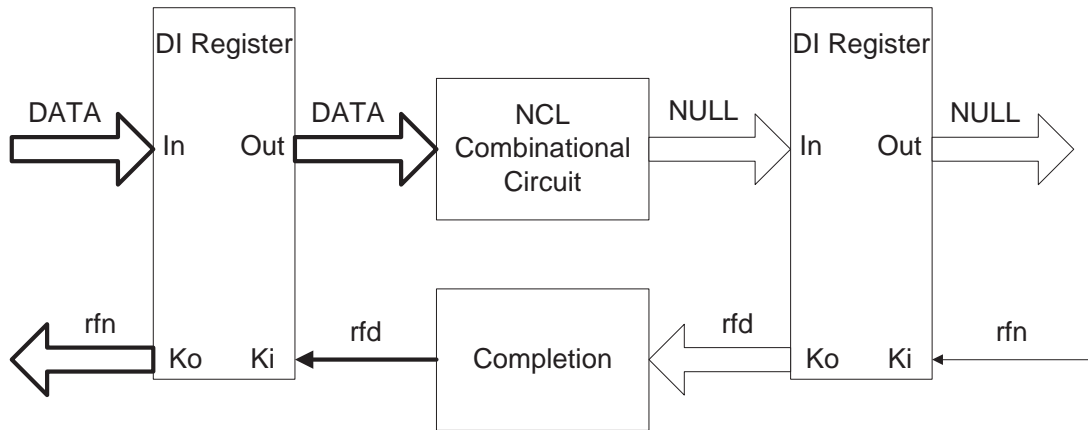 DI Register
DI Register
DATA
DATA
NCL
Combinational
Circuit
NULL
NULL
In
Out
In
Out
rfn
rfd
rfd
rfn
Ko
Ki
Completion
Ko
Ki